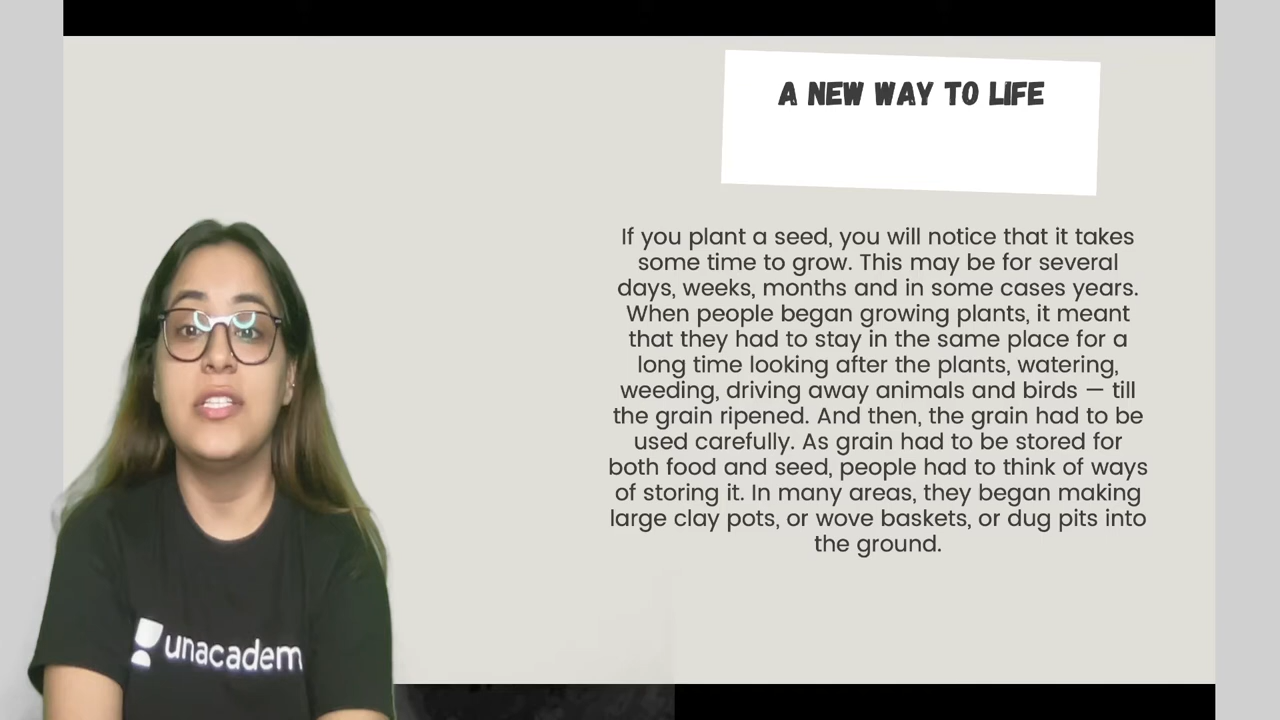 A NEW WAY TO LIFE
If you plant a seed, you will notice that it takes
some time to grow. This may be for several
days, weeks, months and in some cases years.
When people began growing plants, it meant
that they had to stay in the same place for a
long time looking after the plants, watering,
weeding, driving away animals and birds — till
the grain ripened. And then, the grain had to be
used carefully. As grain had to be stored for
both food and seed, people had to think of ways
of storing it. In many areas, they began making
large clay pots, or wove baskets, or dug pits into
the ground.
unacadem